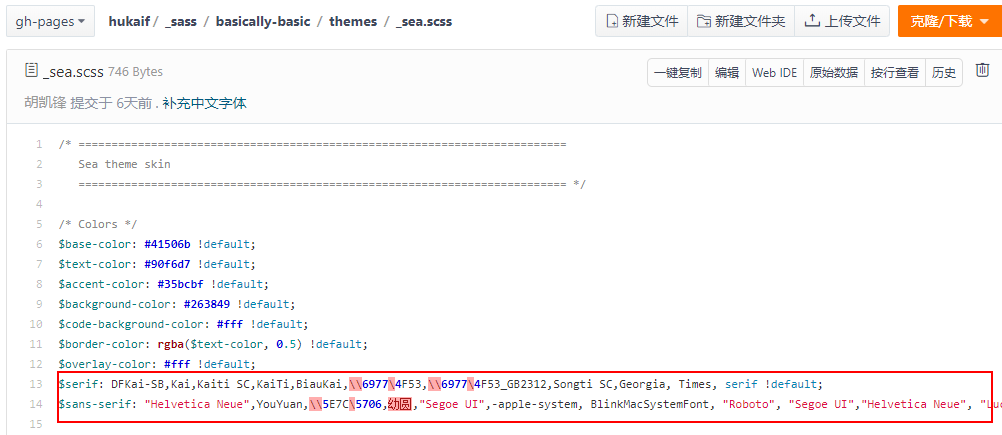 gh-pages hukaif / _sass / basically-basic / themes / _sea.scss 新建文件 新建文件夹 上传文件 克隆/下载
_sea.scss 746 Bytes 一键复制 编辑 Web IDE 原始数据 按行查看 历史
胡凯锋 提交于 6天前 . 补充中文字体
1 /* ==========================================================================
2 Sea theme skin
3 ========================================================================== */
4
5 /* Colors */
6 $base-color: #41506b !default;
7 $text-color: #90f6d7 !default;
8 $accent-color: #35bcbf !default;
9 $background-color: #263849 !default;
10 $code-background-color: #fff !default;
11 $border-color: rgba($text-color, 0.5) !default;
12 $overlay-color: #fff !default;
13 $serif: DFKai-SB,Kai,Kaiti SC,KaiTi,BiauKai,\\6977\4F53,\\6977\4F53_GB2312,Songti SC,Georgia, Times, serif !default;
14 $sans-serif: "Helvetica Neue",YouYuan,\\5E7C\5706,幼圆,"Segoe UI",-apple-system, BlinkMacSystemFont, "Roboto", "Segoe UI","Helvetica Neue", "Luc
15